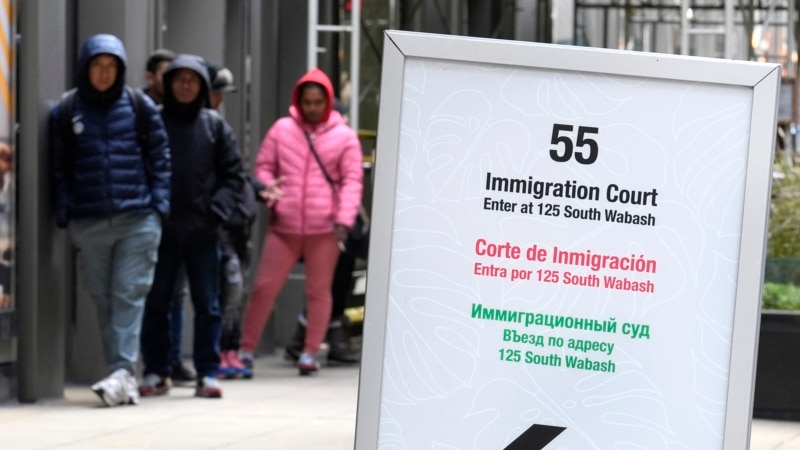 55
Immigration Court
Enter at 125 South Wabash
Corte de Inmigración
Entra por 125 South Wabash
Иммиграционный суд
ВЪезд по адресу
125 South Wabash